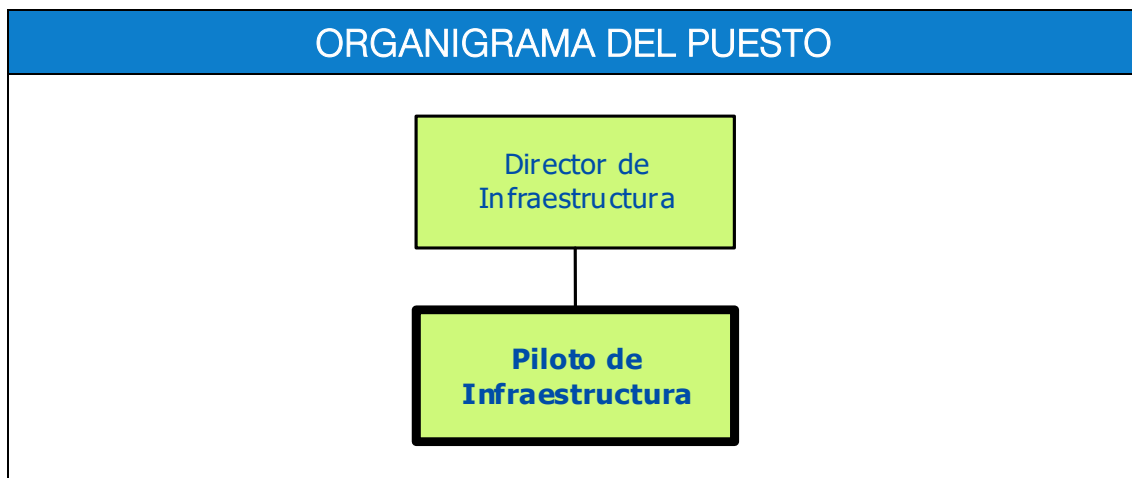 ORGANIGRAMA DEL PUESTO
Director de
Infraestructura
Piloto de
Infraestructura